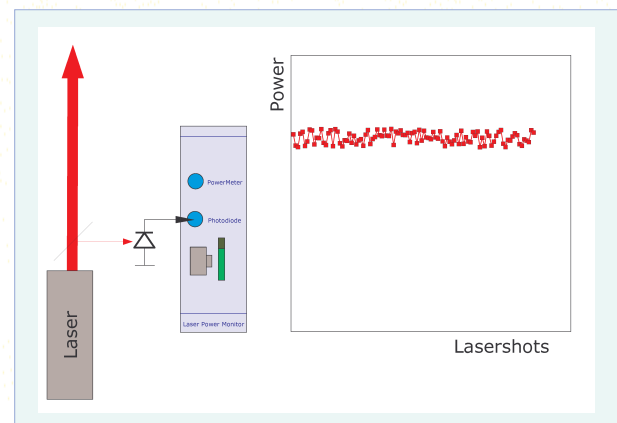 Laser
PowerMeter
Photodiode
Laser Power Monitor
Power
Lasershots